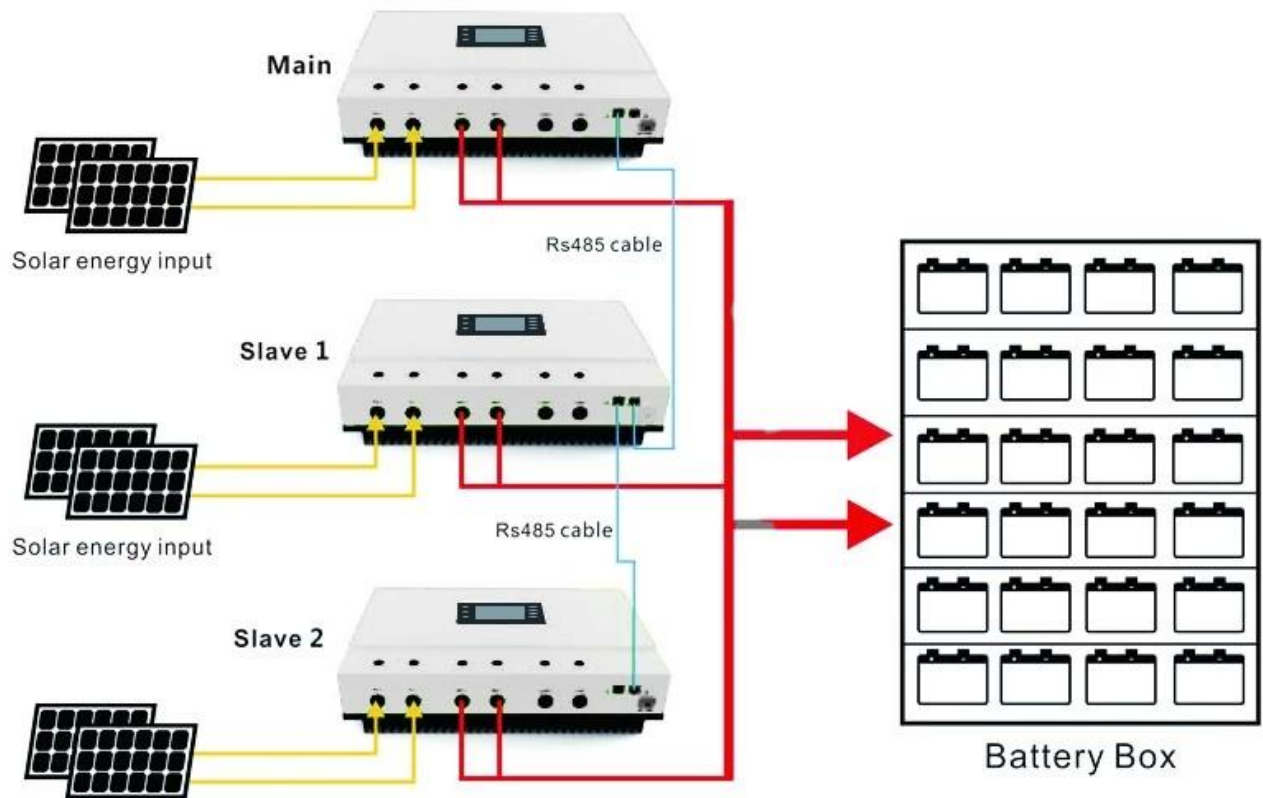 Main
Solar energy input
Rs485 cable
Slave 1
Solar energy input
Rs485 cable
Slave 2
Battery Box